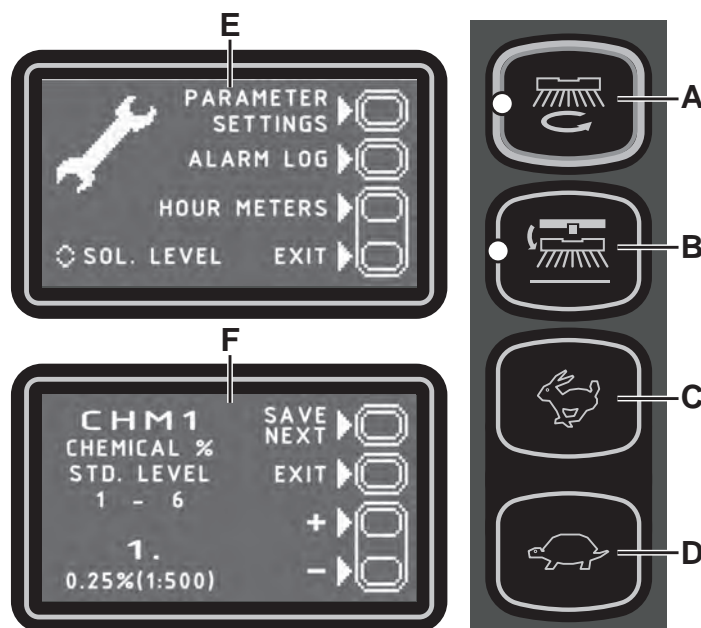 E
PARAMETER
SETTINGS
ALARM LOG
HOUR METERS
SOL. LEVEL EXIT
F
CHM1
CHEMICAL %
STD. LEVEL
1 - 6
1.
0.25%(1:500)
SAVE
NEXT
EXIT
+
-
A
B
C
D